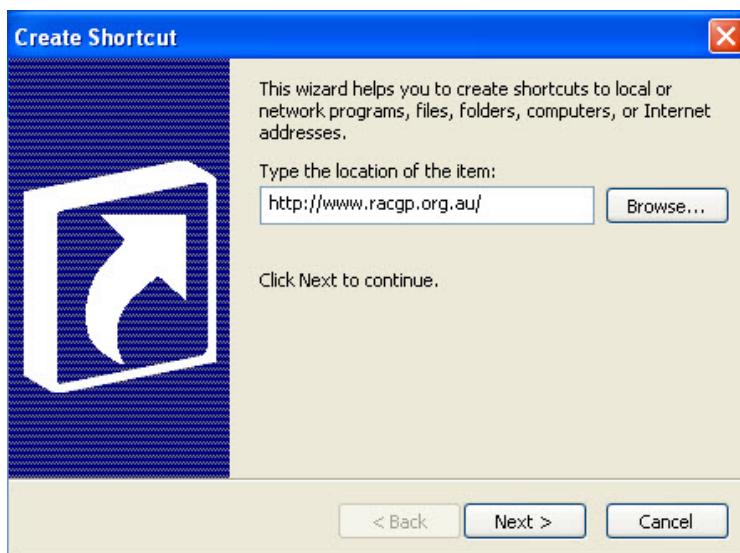 Create Shortcut
This wizard helps you to create shortcuts to local or
network programs, files, folders, computers, or Internet
addresses.
Type the location of the item:
http://www.racgp.org.au/
Browse...
Click Next to continue.
< Back
Next >
Cancel